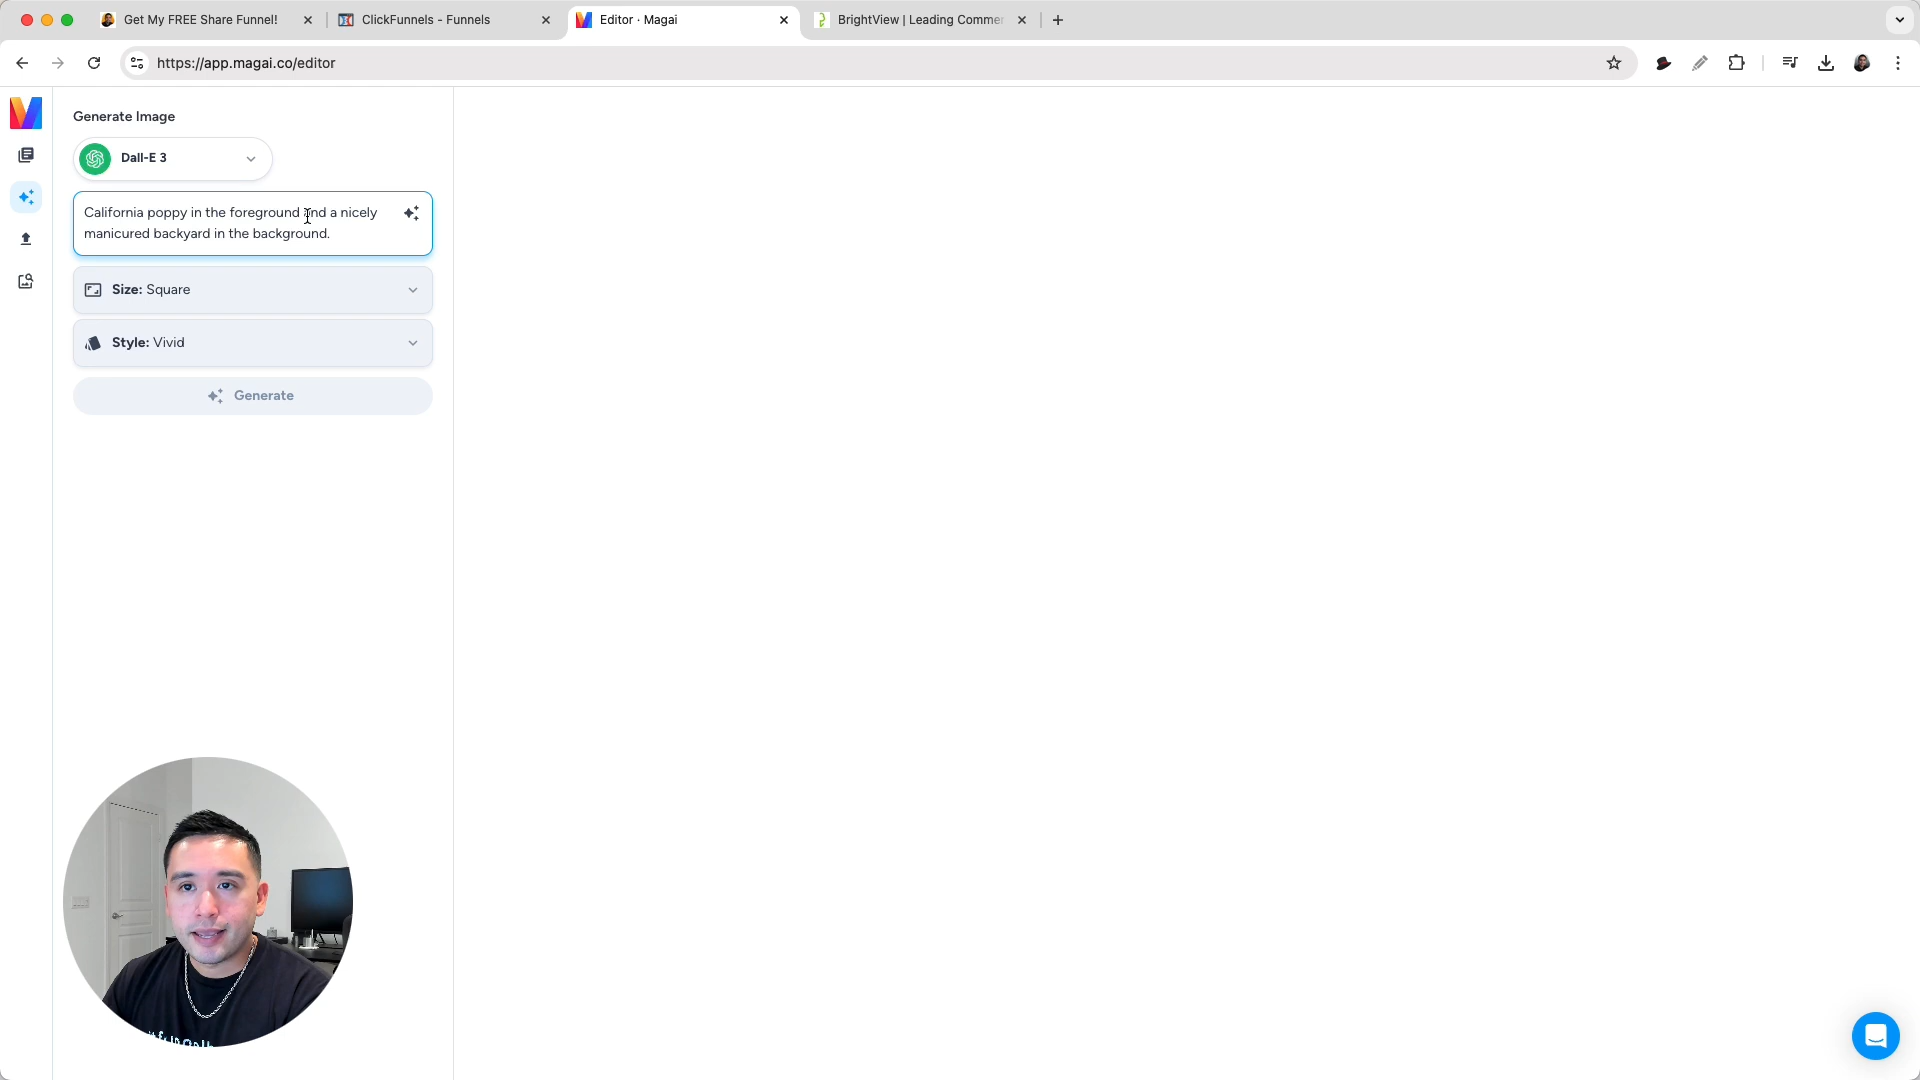 Get My FREE Share Funnel!
ClickFunnels - Funnels
Editor · Magai
BrightView | Leading Commer
https://app.magai.co/editor
Generate Image
Dall-E 3
California poppy in the foreground and a nicely
manicured backyard in the background.
Size: Square
Style: Vivid
Generate